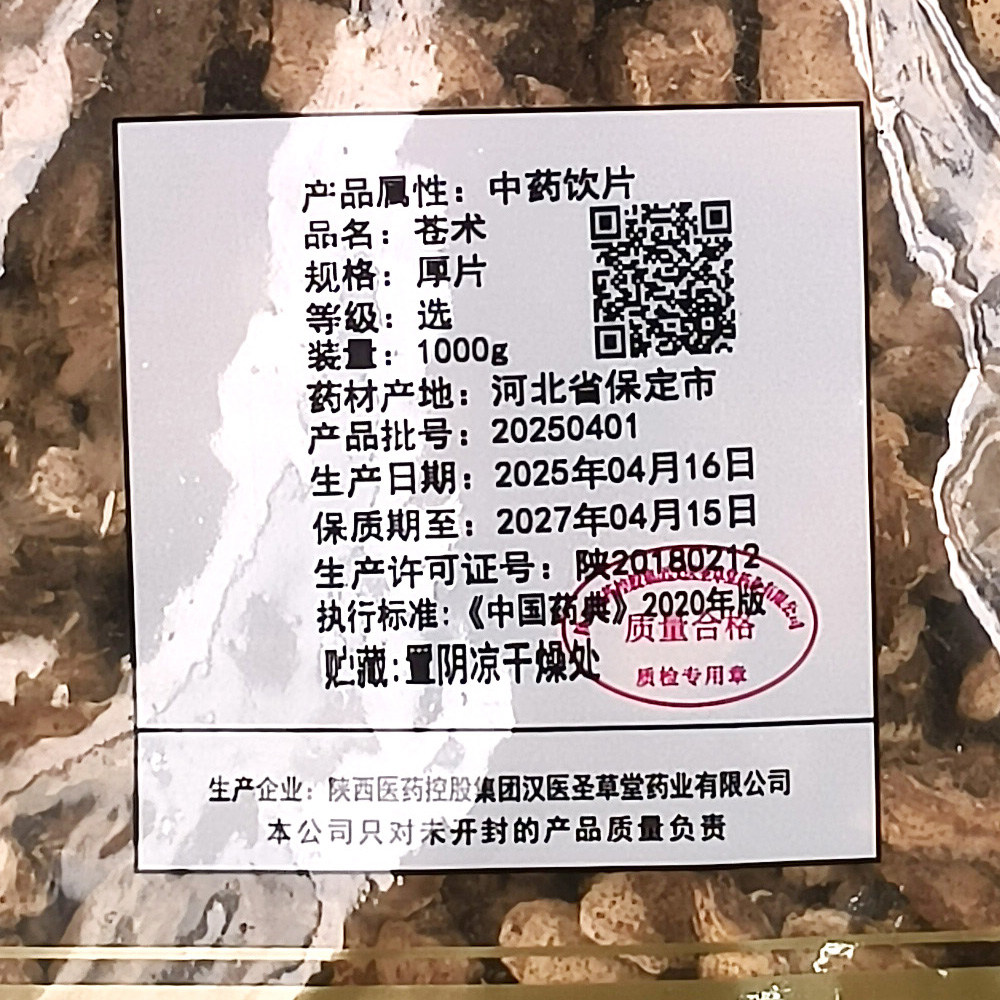 产品属性：中药饮片
品名：苍术
规格：厚片
等级：选
装量：1000g
药材产地：河北省保定市
产品批号：20250401
生产日期：2025年04月16日
保质期至：2027年04月15日
生产许可证号：陕20180212
执行标准：《中国药典》2020年版
贮藏：置阴凉干燥处
质量合格
质检专用章
生产企业：陕西医药控股集团汉医圣草堂药业有限公司
本公司只对未开封的产品质量负责